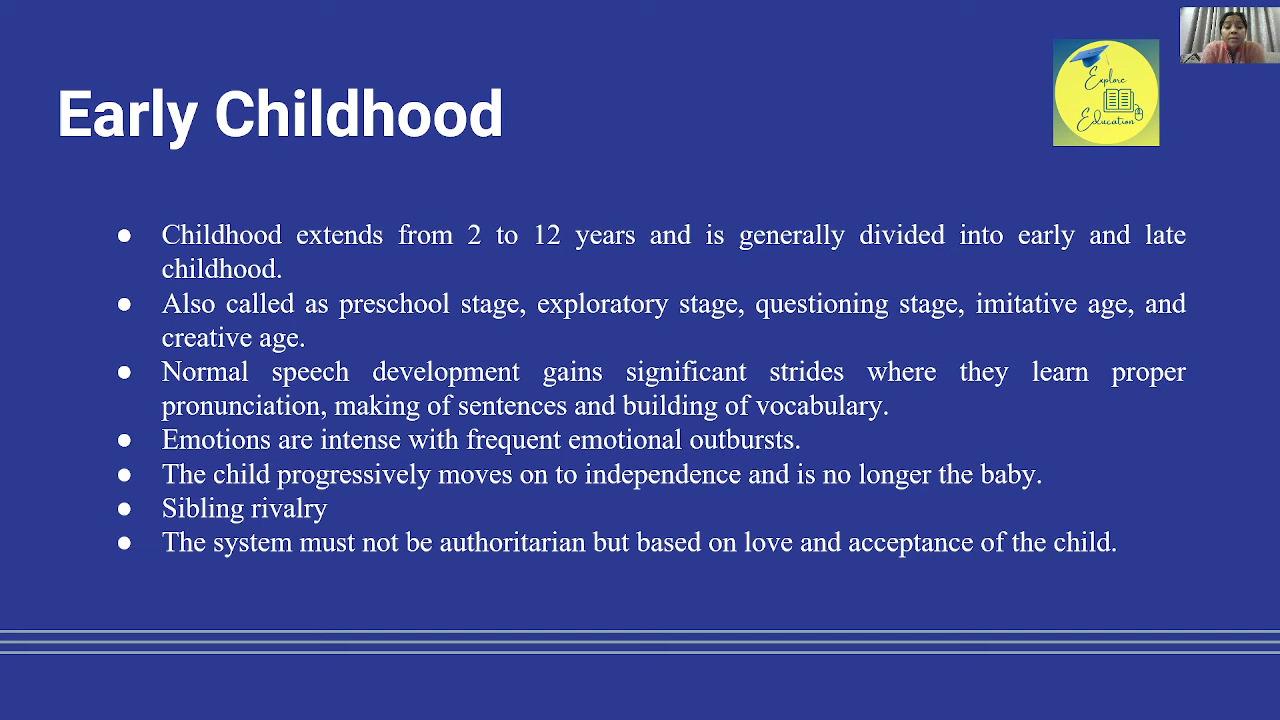 Explore
Education
Early Childhood
● Childhood extends from 2 to 12 years and is generally divided into early and late
childhood.
● Also called as preschool stage, exploratory stage, questioning stage, imitative age, and
creative age.
● Normal speech development gains significant strides where they learn proper
pronunciation, making of sentences and building of vocabulary.
● Emotions are intense with frequent emotional outbursts.
● The child progressively moves on to independence and is no longer the baby.
● Sibling rivalry
● The system must not be authoritarian but based on love and acceptance of the child.